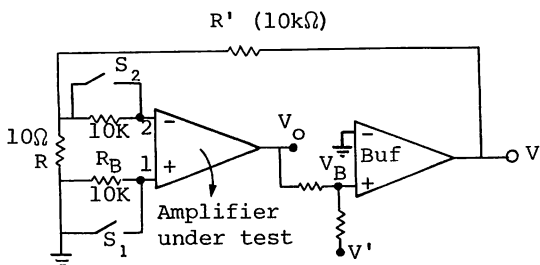 R' (10kΩ)
S2
10K
2
-
10Ω
R
RB
10K
1
+
S1
Amplifier
under test
Vo
VB
-
Buf
+
V
V'